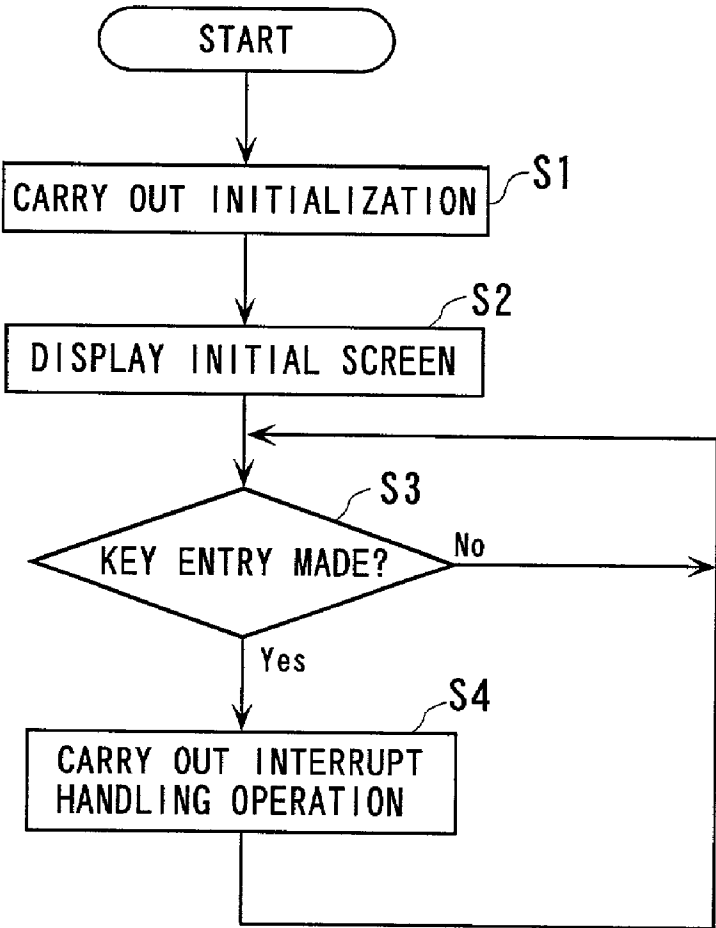 START
S1
CARRY OUT INITIALIZATION
S2
DISPLAY INITIAL SCREEN
S3
KEY ENTRY MADE?
No
Yes
S4
CARRY OUT INTERRUPT
HANDLING OPERATION